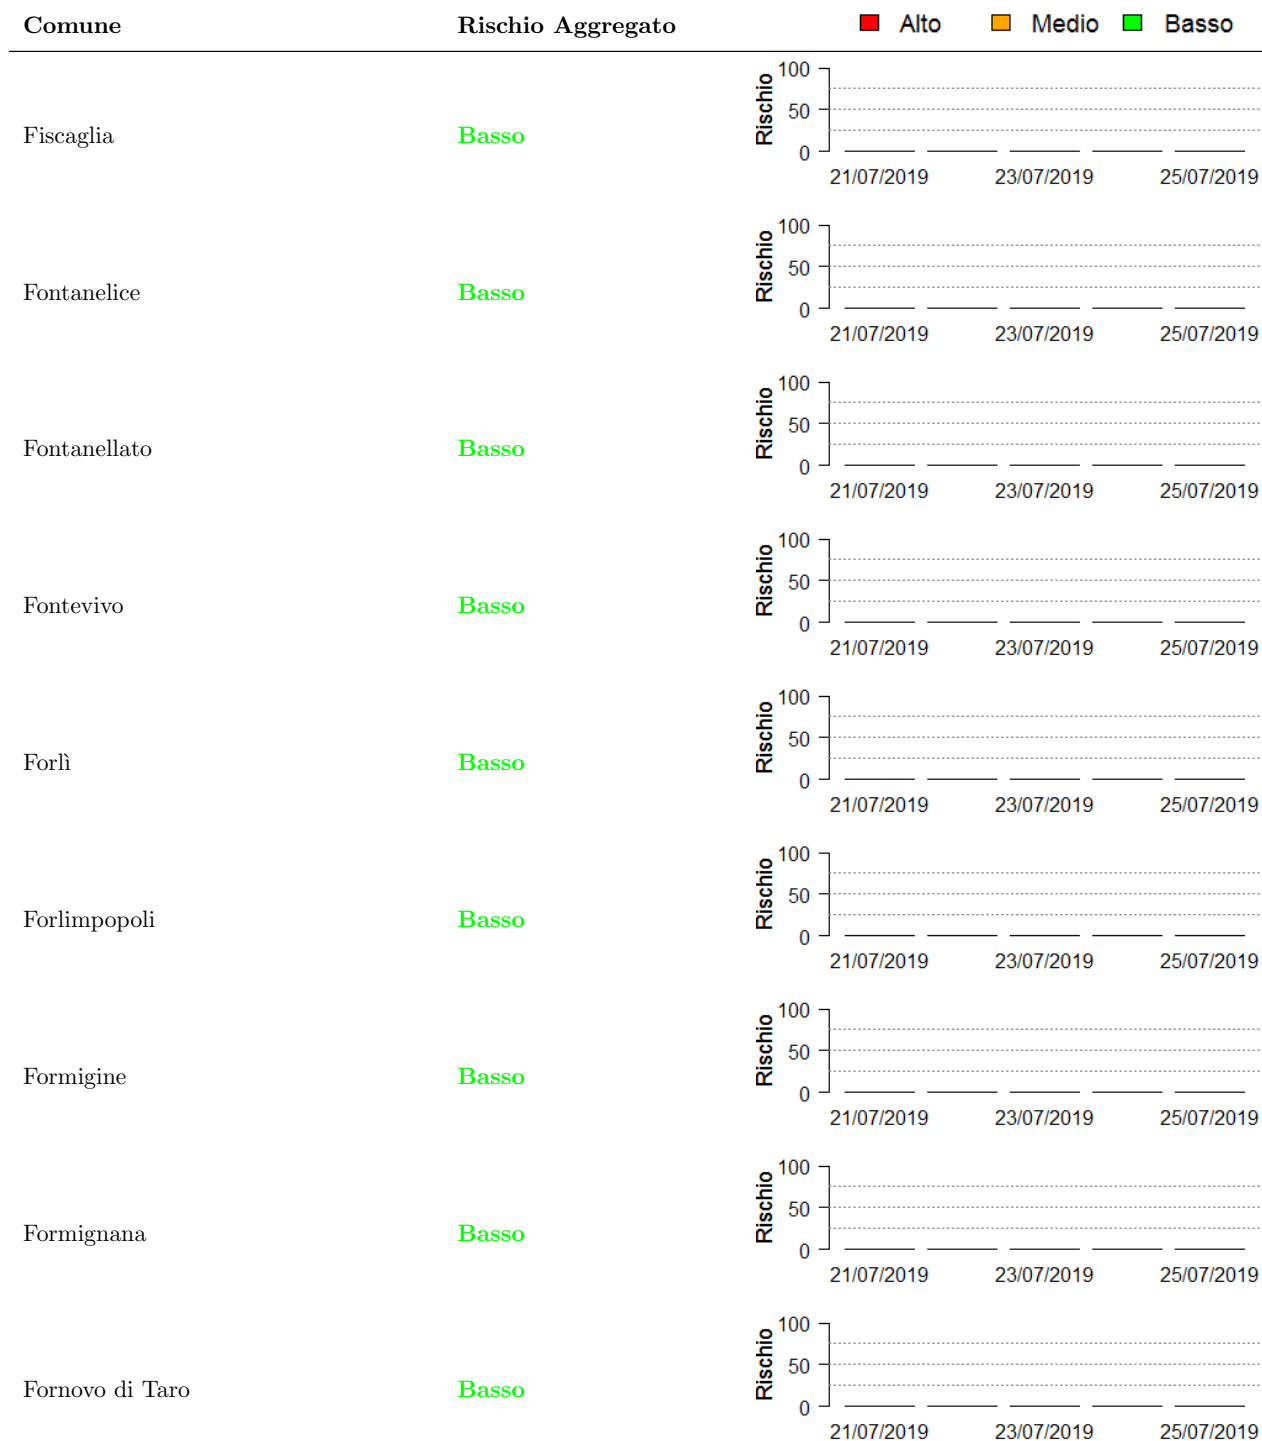 Comune Rischio Aggregato Alto Medio Basso
Fiscaglia Basso Rischio 100 50 0
21/07/2019 23/07/2019 25/07/2019
Fontanelice Basso Rischio 100 50 0
21/07/2019 23/07/2019 25/07/2019
Fontanellato Basso Rischio 100 50 0
21/07/2019 23/07/2019 25/07/2019
Fontevivo Basso Rischio 100 50 0
21/07/2019 23/07/2019 25/07/2019
Forlì Basso Rischio 100 50 0
21/07/2019 23/07/2019 25/07/2019
Forlimpopoli Basso Rischio 100 50 0
21/07/2019 23/07/2019 25/07/2019
Formigine Basso Rischio 100 50 0
21/07/2019 23/07/2019 25/07/2019
Formignana Basso Rischio 100 50 0
21/07/2019 23/07/2019 25/07/2019
Fornovo di Taro Basso Rischio 100 50 0
21/07/2019 23/07/2019 25/07/2019